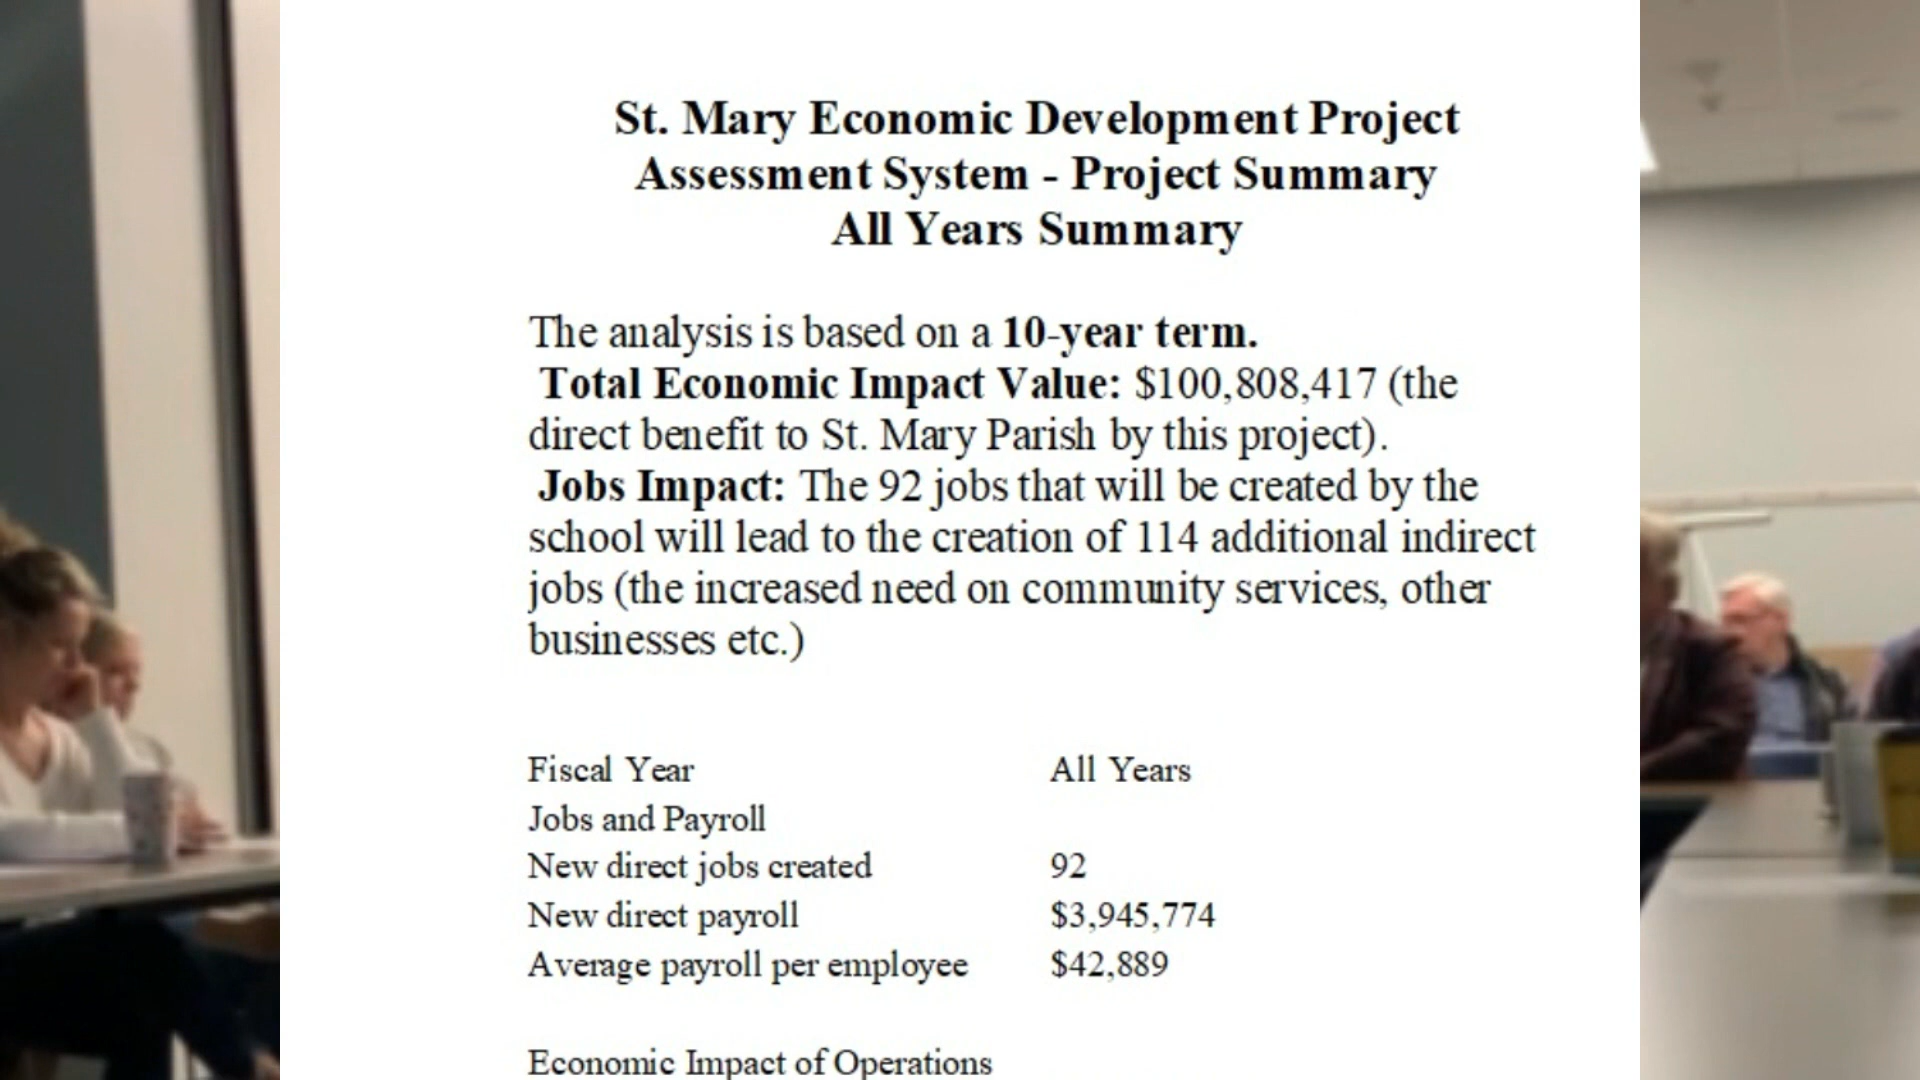 St. Mary Economic Development Project
Assessment System - Project Summary
All Years Summary
The analysis is based on a 10-year term.
Total Economic Impact Value: $100,808,417 (the
direct benefit to St. Mary Parish by this project).
Jobs Impact: The 92 jobs that will be created by the
school will lead to the creation of 114 additional indirect
jobs (the increased need on community services, other
businesses etc.)
Fiscal Year All Years
Jobs and Payroll
New direct jobs created 92
New direct payroll $3,945,774
Average payroll per employee $42,889
Economic Impact of Operations